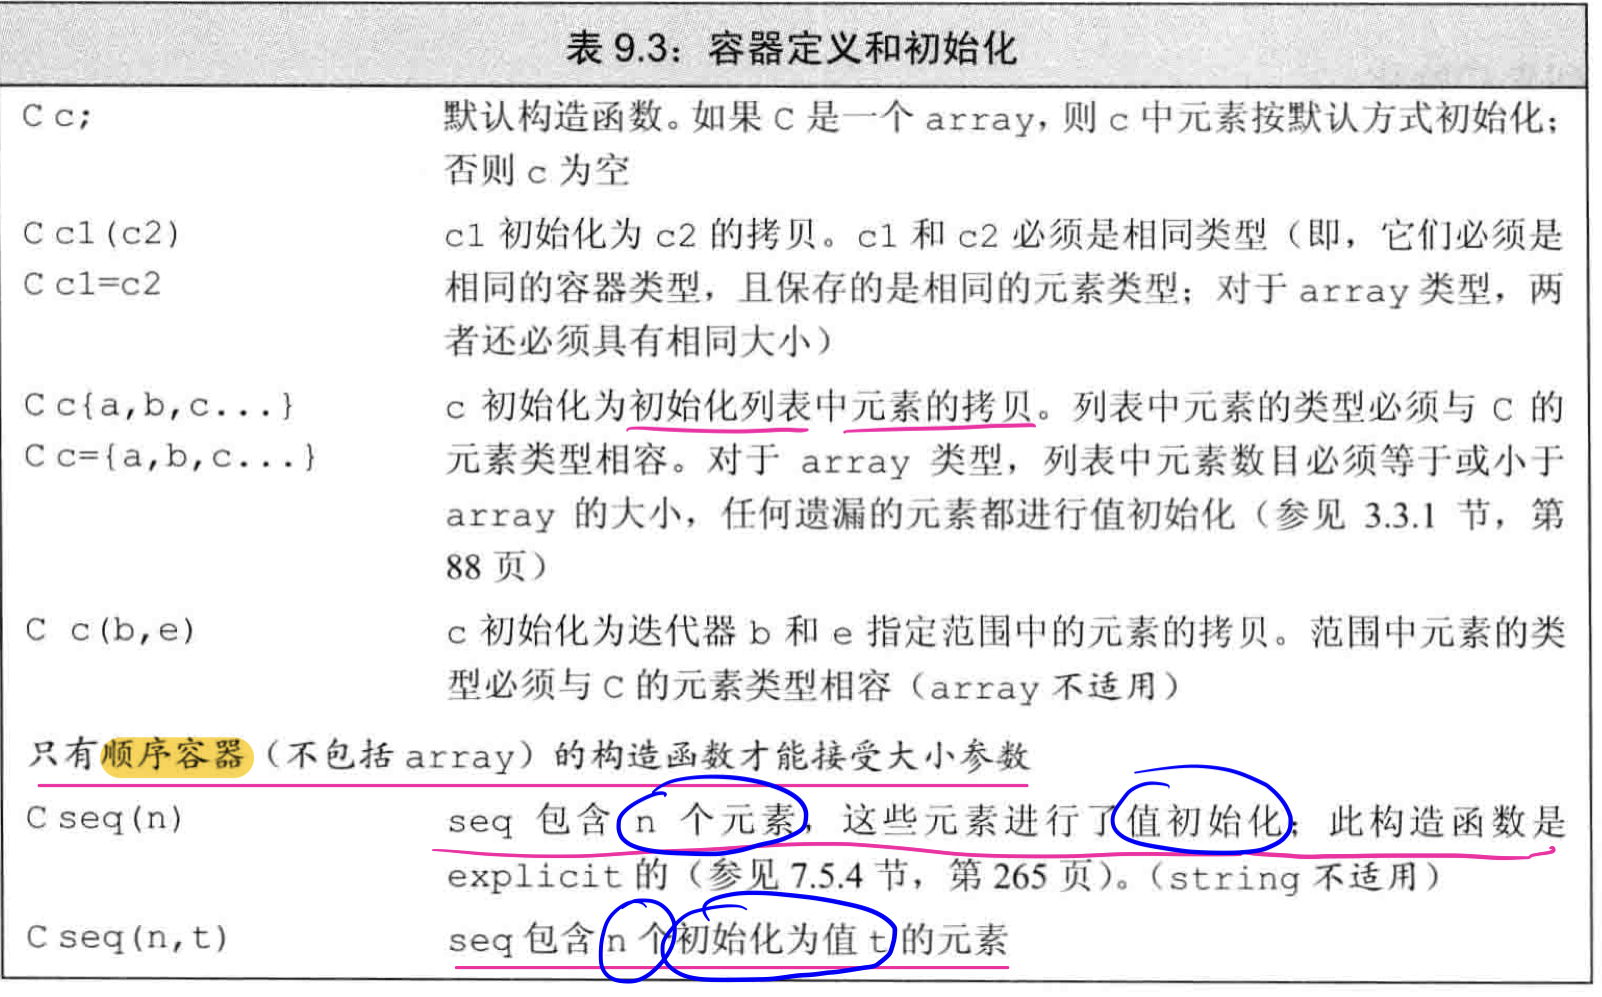 表 9.3：容器定义和初始化
C c; 默认构造函数。如果 C 是一个 array，则 c 中元素按默认方式初始化；
否则 c 为空
C c1(c2) c1 初始化为 c2 的拷贝。c1 和 c2 必须是相同类型（即，它们必须是
C c1=c2 相同的容器类型，且保存的是相同的元素类型；对于 array 类型，两
者还必须具有相同大小）
C c{a,b,c...} c 初始化为初始化列表中元素的拷贝。列表中元素的类型必须与 C 的
C c={a,b,c...} 元素类型相容。对于 array 类型，列表中元素数目必须等于或小于
array 的大小，任何遗漏的元素都进行值初始化（参见 3.3.1 节，第
88 页）
C c(b,e) c 初始化为迭代器 b 和 e 指定范围中的元素的拷贝。范围中元素的类
型必须与 C 的元素类型相容（array 不适用）
只有顺序容器（不包括 array）的构造函数才能接受大小参数
C seq(n) seq 包含 n 个元素，这些元素进行了值初始化；此构造函数是
explicit 的（参见 7.5.4 节，第 265 页）。（string 不适用）
C seq(n,t) seq 包含 n 个初始化为值 t 的元素